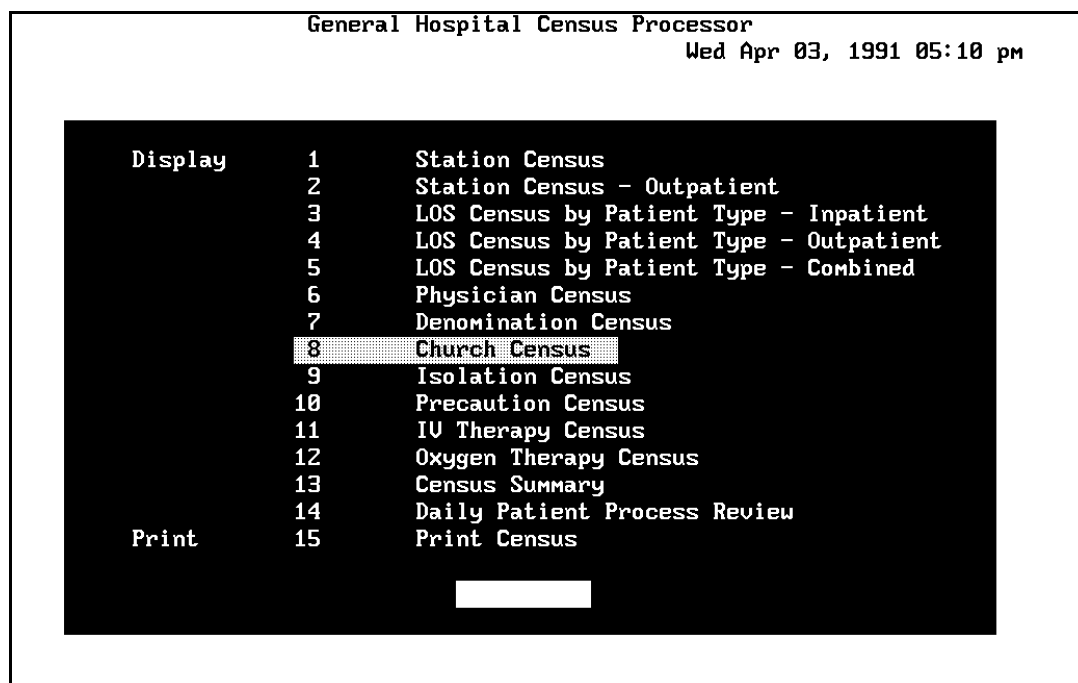 General Hospital Census Processor
Wed Apr 03, 1991 05:10 pm
Display 1 Station Census
2 Station Census - Outpatient
3 LOS Census by Patient Type - Inpatient
4 LOS Census by Patient Type - Outpatient
5 LOS Census by Patient Type - Combined
6 Physician Census
7 Denomination Census
8 Church Census
9 Isolation Census
10 Precaution Census
11 IV Therapy Census
12 Oxygen Therapy Census
13 Census Summary
14 Daily Patient Process Review
Print 15 Print Census